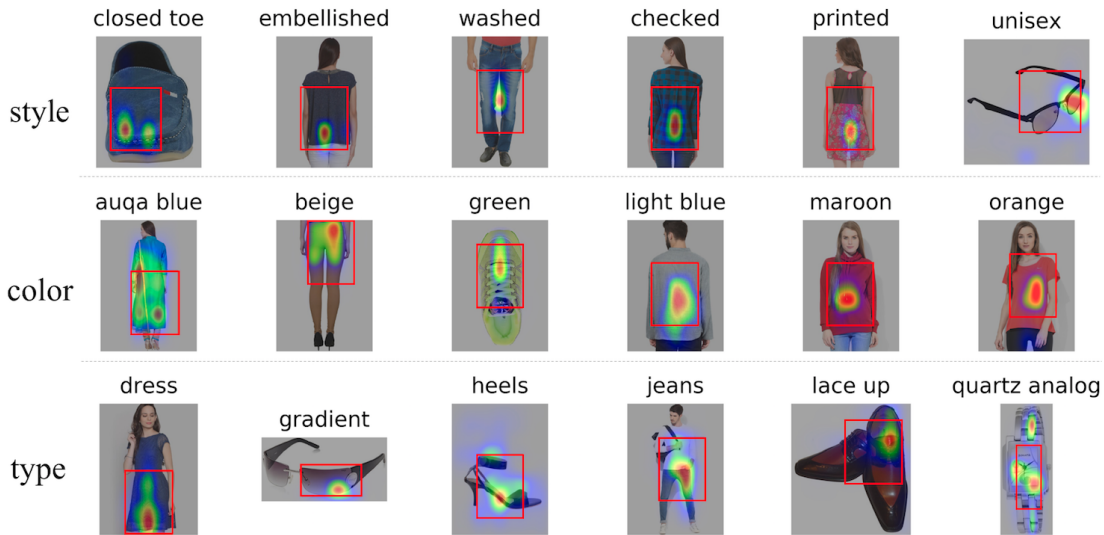 closed toe embellished washed checked printed unisex
style
auqa blue beige green light blue maroon orange
color
dress gradient heels jeans lace up quartz analog
type